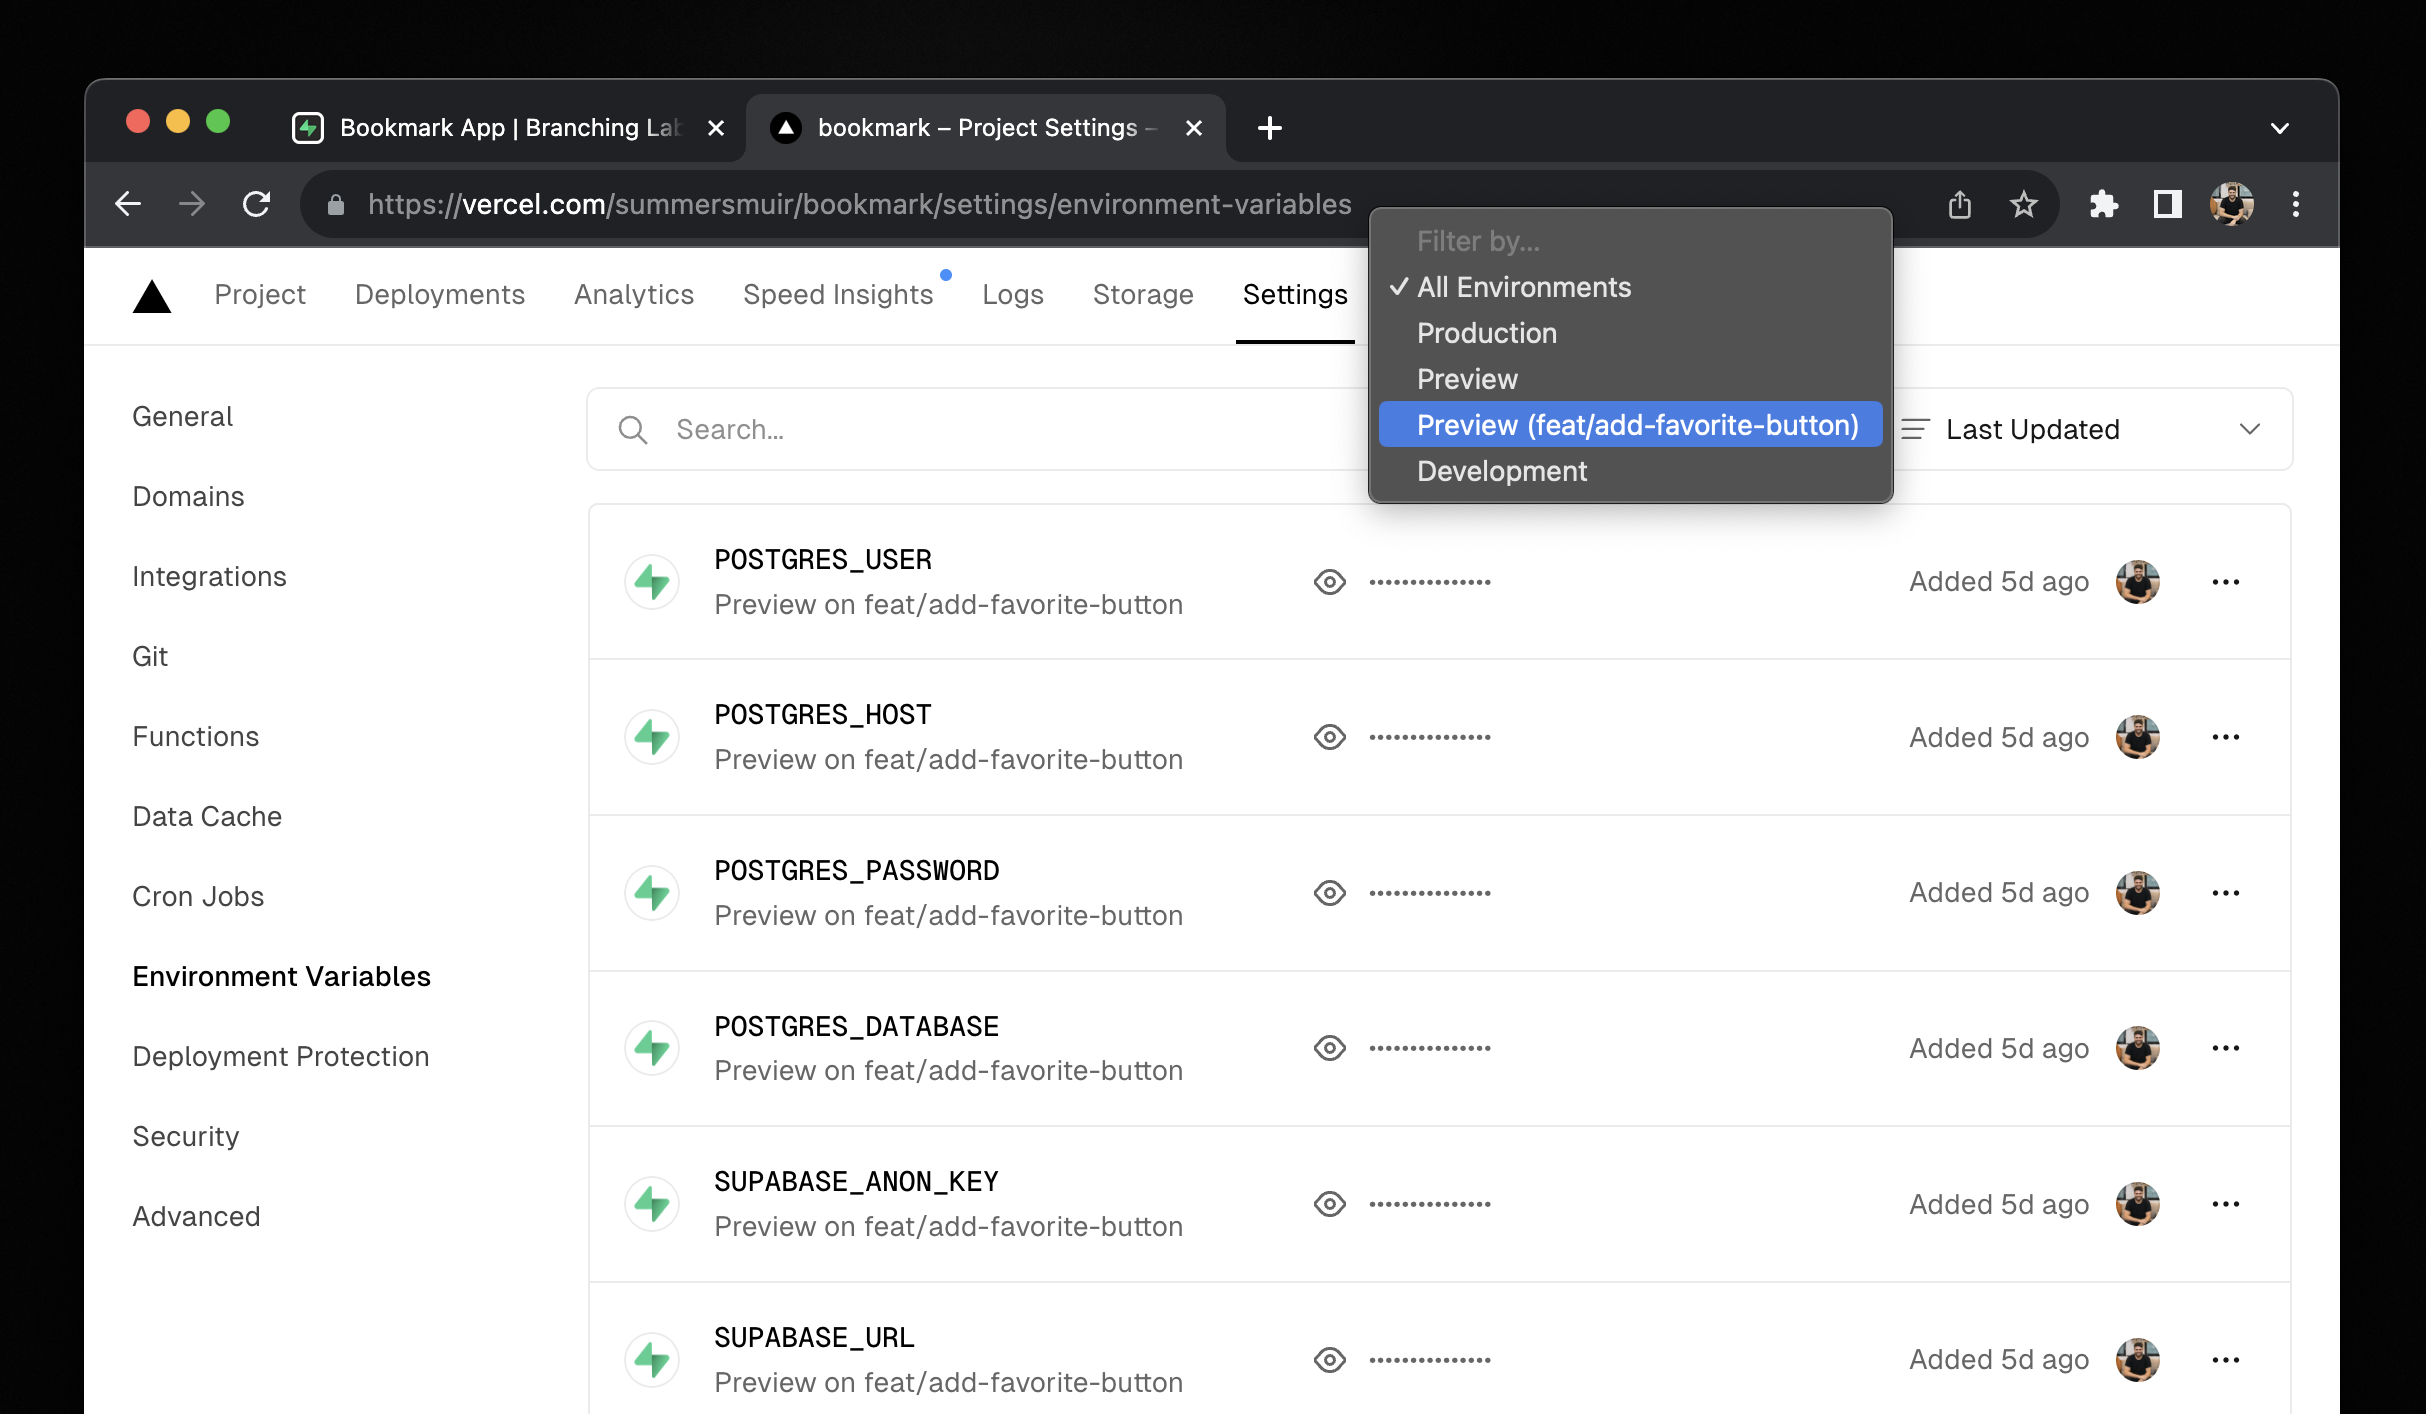 Bookmark App | Branching Lab
bookmark – Project Settings –
https://vercel.com/summersmuir/bookmark/settings/environment-variables
Project
Deployments
Analytics
Speed Insights
Logs
Storage
Settings
Filter by...
✓ All Environments
Production
Preview
Preview (feat/add-favorite-button)
Development
General
Domains
Integrations
Git
Functions
Data Cache
Cron Jobs
Environment Variables
Deployment Protection
Security
Advanced
Search...
Last Updated
POSTGRES_USER
Preview on feat/add-favorite-button
Added 5d ago
POSTGRES_HOST
Preview on feat/add-favorite-button
Added 5d ago
POSTGRES_PASSWORD
Preview on feat/add-favorite-button
Added 5d ago
POSTGRES_DATABASE
Preview on feat/add-favorite-button
Added 5d ago
SUPABASE_ANON_KEY
Preview on feat/add-favorite-button
Added 5d ago
SUPABASE_URL
Preview on feat/add-favorite-button
Added 5d ago